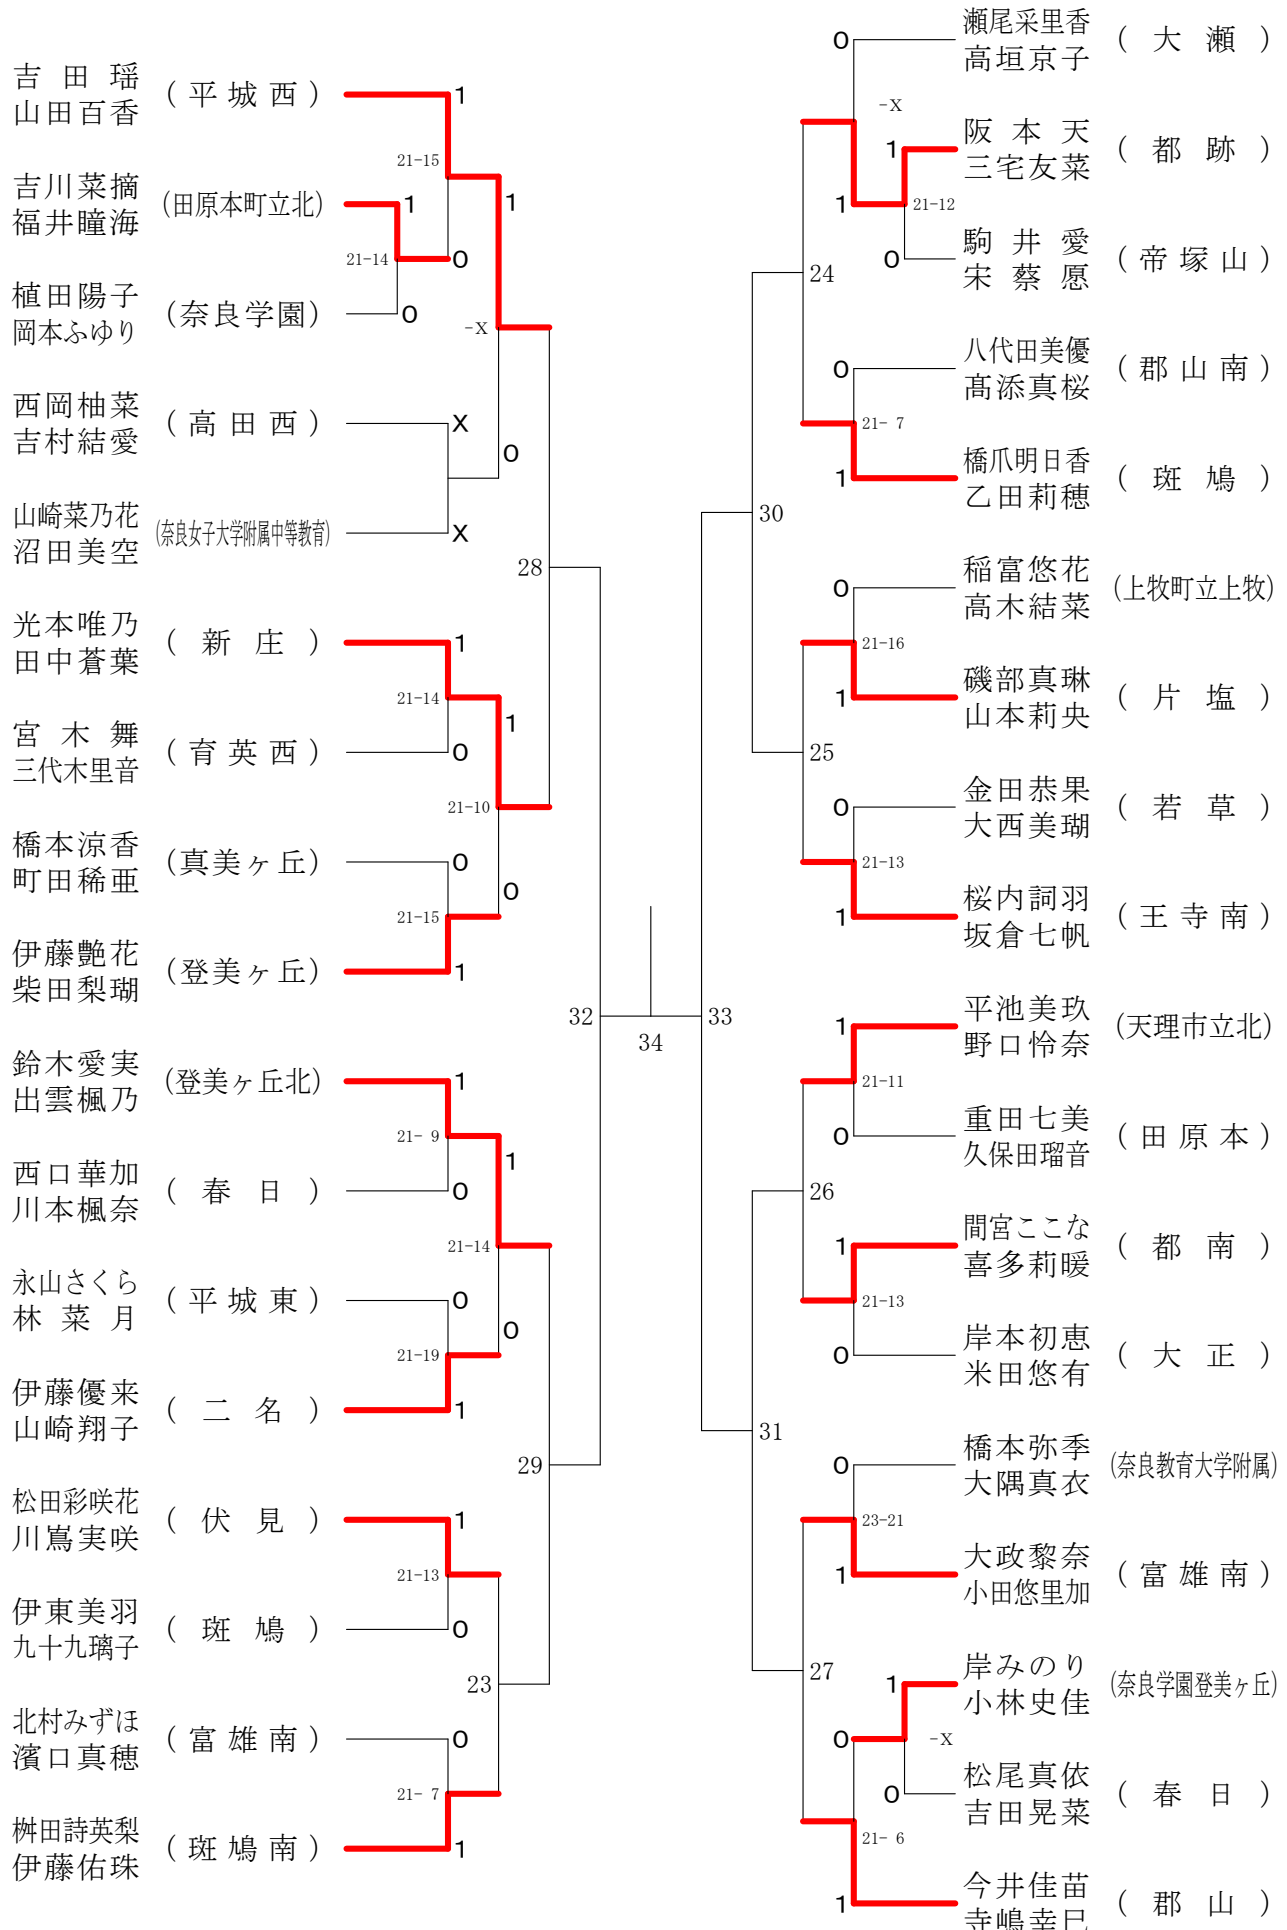 吉田瑶
山田百香
(平城西)
1
21-15
吉川菜摘
福井瞳海
(田原本町立北)
1
1
21-14
0
植田陽子
岡本ふゆり
(奈良学園)
0
-X
西岡柚菜
吉村結愛
(高田西)
X
0
山崎菜乃花
沼田美空
(奈良女子大学附属中等教育)
X
28
光本唯乃
田中蒼葉
(新庄)
1
21-14
1
宮木舞
三代木里音
(育英西)
0
21-10
橋本涼香
町田稀亜
(真美ヶ丘)
0
0
21-15
伊藤艶花
柴田梨瑚
(登美ヶ丘)
1
32
34
33
鈴木愛実
出雲楓乃
(登美ヶ丘北)
1
21- 9
1
西口華加
川本楓奈
(春日)
0
21-14
永山さくら
林菜月
(平城東)
0
0
21-19
伊藤優来
山崎翔子
(二名)
1
29
松田彩咲花
川嶌実咲
(伏見)
1
21-13
伊東美羽
九十九璃子
(斑鳩)
0
23
北村みずほ
濱口真穂
(富雄南)
0
21- 7
桝田詩英梨
伊藤佑珠
(斑鳩南)
1
0
瀬尾采里香
高垣京子
(大瀬)
-X
1
阪本天
三宅友菜
(都跡)
1
21-12
0
駒井愛
宋蔡愿
(帝塚山)
24
0
八代田美優
髙添真桜
(郡山南)
21- 7
1
橋爪明日香
乙田莉穂
(斑鳩)
30
0
稲富悠花
高木結菜
(上牧町立上牧)
21-16
1
磯部真琳
山本莉央
(片塩)
25
0
金田恭果
大西美瑚
(若草)
21-13
1
桜内詞羽
坂倉七帆
(王寺南)
1
平池美玖
野口怜奈
(天理市立北)
21-11
0
重田七美
久保田瑠音
(田原本)
26
1
間宮ここな
喜多莉暖
(都南)
21-13
0
岸本初恵
米田悠有
(大正)
31
0
橋本弥季
大隅真衣
(奈良教育大学附属)
23-21
1
大政黎奈
小田悠里加
(富雄南)
27
1
岸みのり
小林史佳
(奈良学園登美ヶ丘)
0
-X
0
松尾真依
吉田晃菜
(春日)
21- 6
1
今井佳苗
寺嶋幸巳
(郡山)